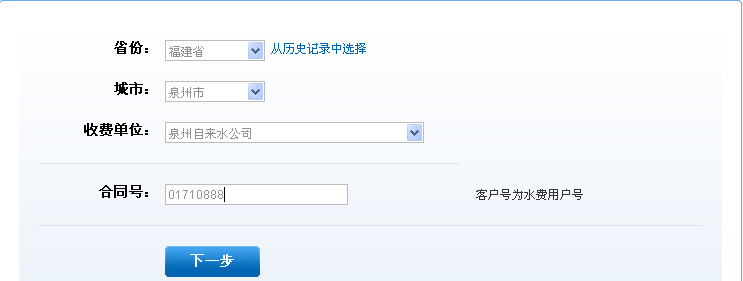 省份： 福建省 从历史记录中选择
城市： 泉州市
收费单位： 泉州自来水公司
合同号： 01710888 客户号为水费用户号
下一步